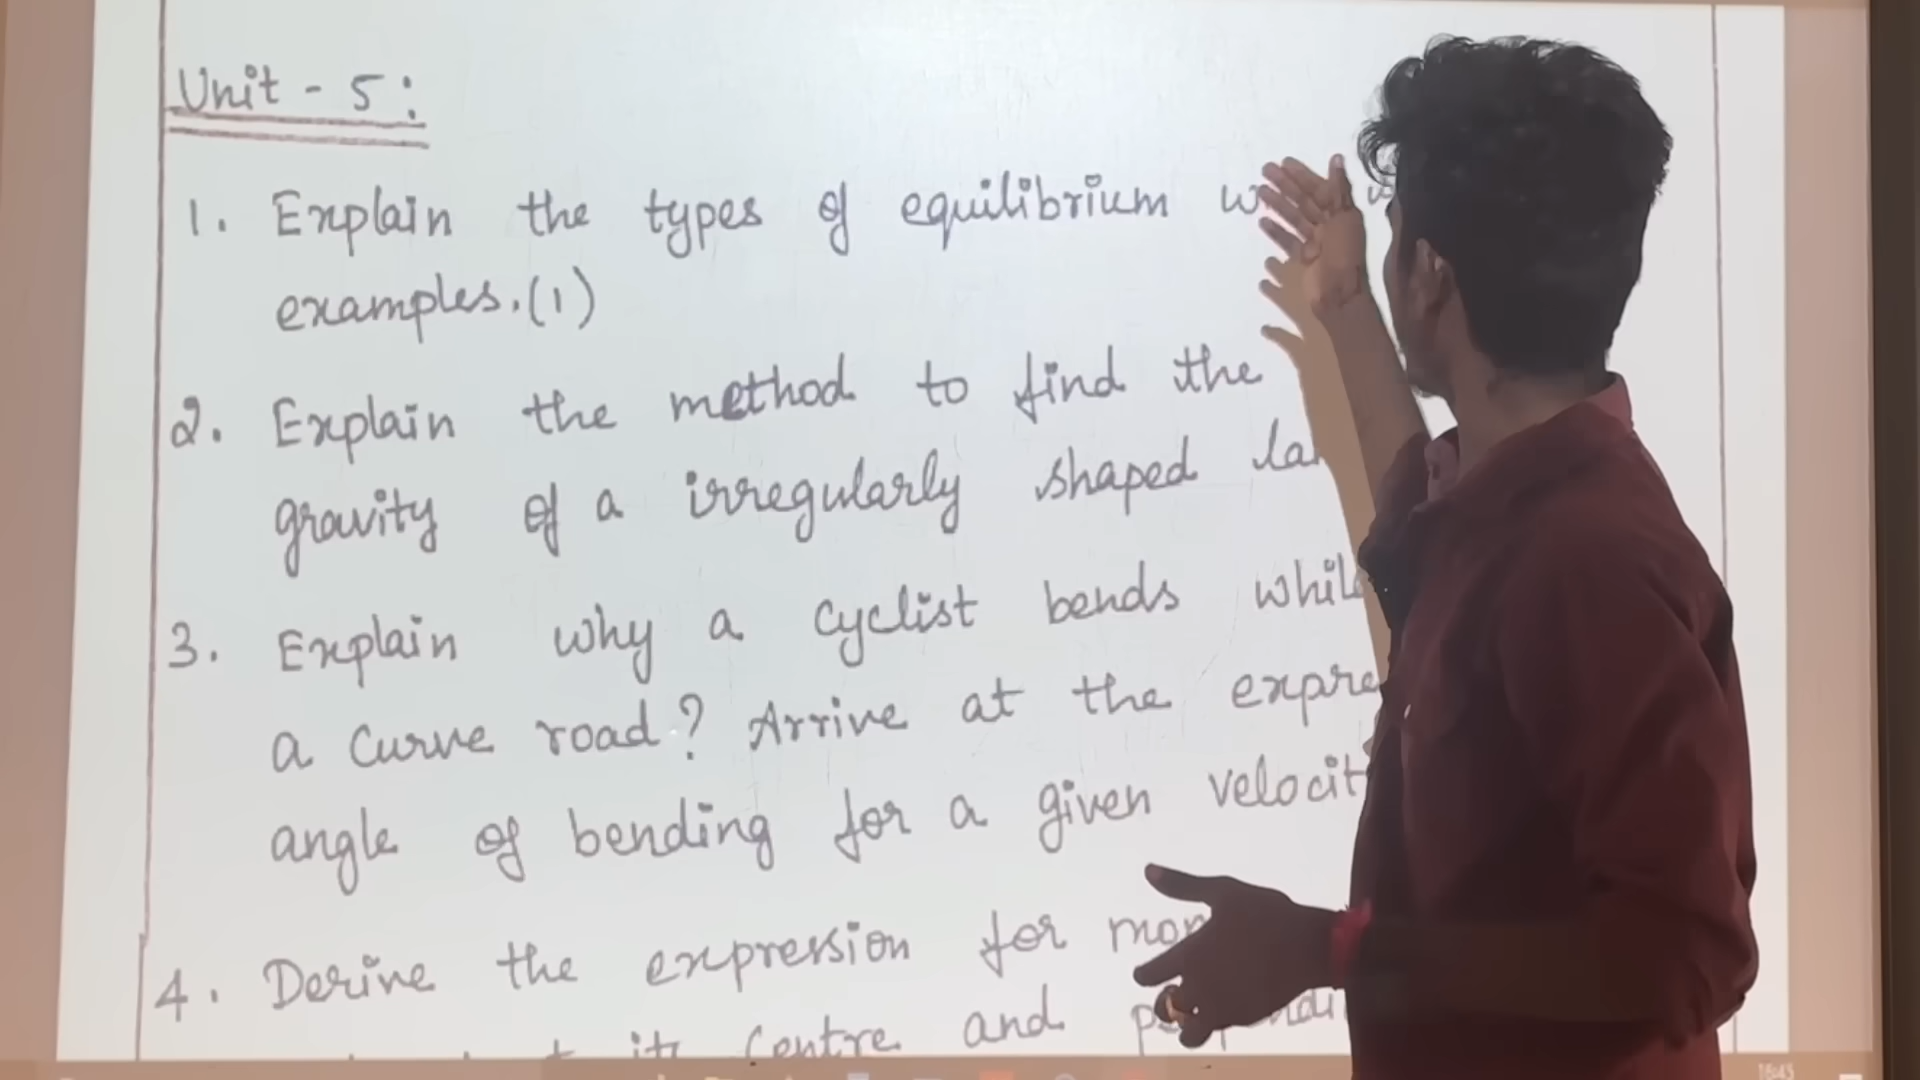 Unit - 5:
1. Explain the types of equilibrium
examples.(1)
2. Explain the method to find the
gravity of a irregularly shaped
3. Explain why a cyclist bends
a curve road? Arrive at the
angle of bending for a given
4. Derive the expression for
its centre and